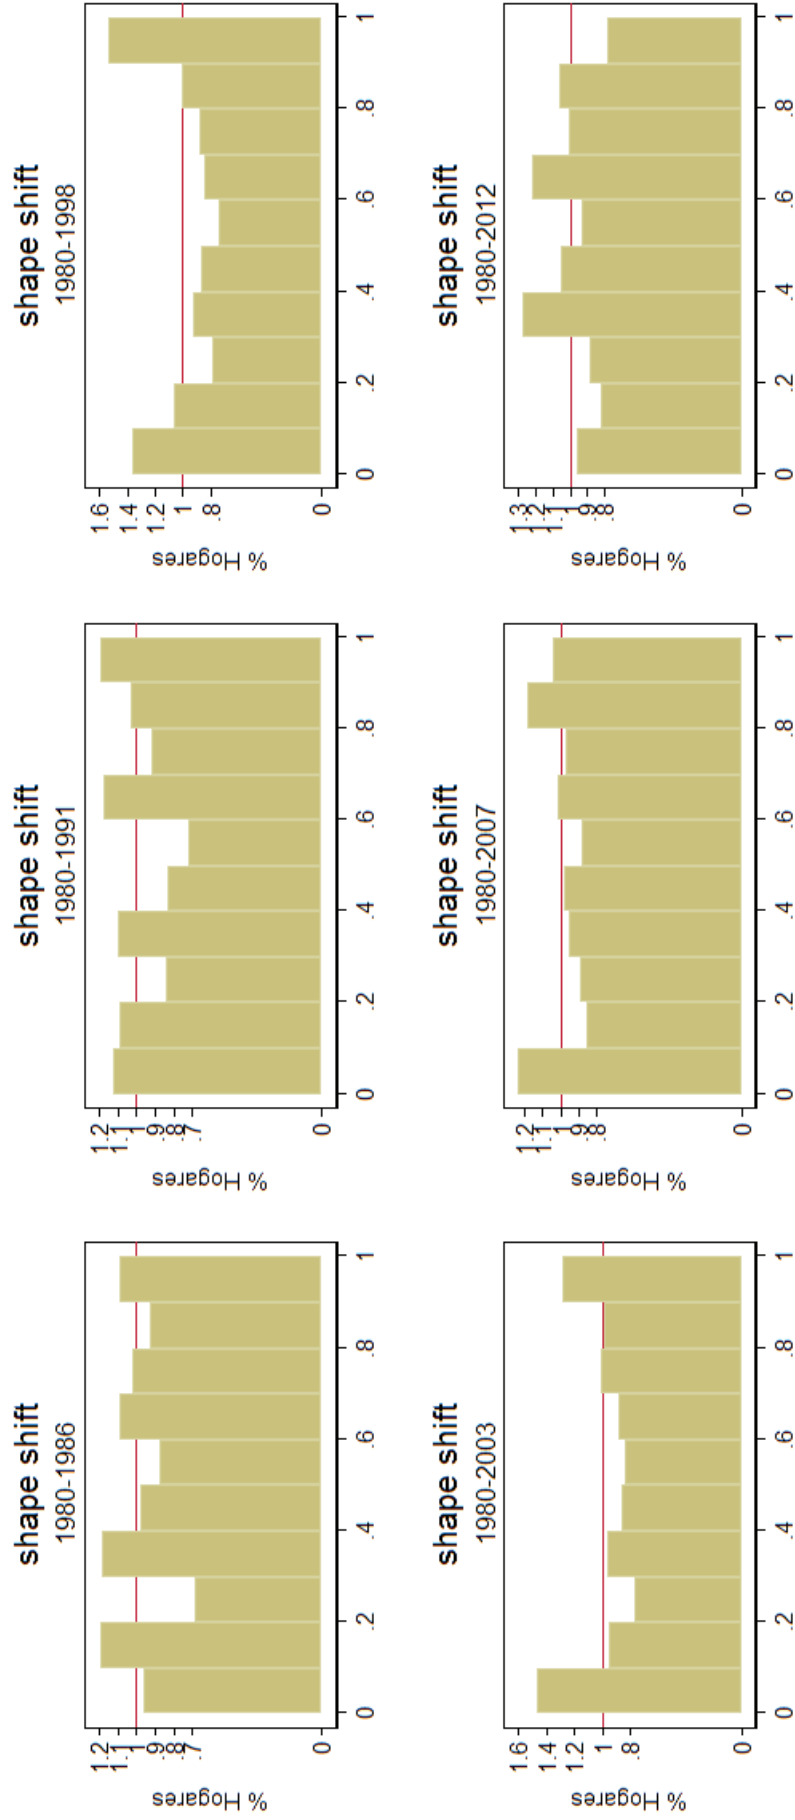 shape shift
1980-1986
% Hogares
1.2
1.1
1
.9
.8
.7
0
0 .2 .4 .6 .8 1
shape shift
1980-1991
% Hogares
1.2
1.1
1
.9
.8
.7
0
0 .2 .4 .6 .8 1
shape shift
1980-1998
% Hogares
1.6
1.4
1.2
1
.8
0
0 .2 .4 .6 .8 1
shape shift
1980-2003
% Hogares
1.6
1.4
1.2
1
.8
0
0 .2 .4 .6 .8 1
shape shift
1980-2007
% Hogares
1.2
1.1
1
.9
.8
0
0 .2 .4 .6 .8 1
shape shift
1980-2012
% Hogares
1.3
1.2
1.1
1
.9
.8
0
0 .2 .4 .6 .8 1